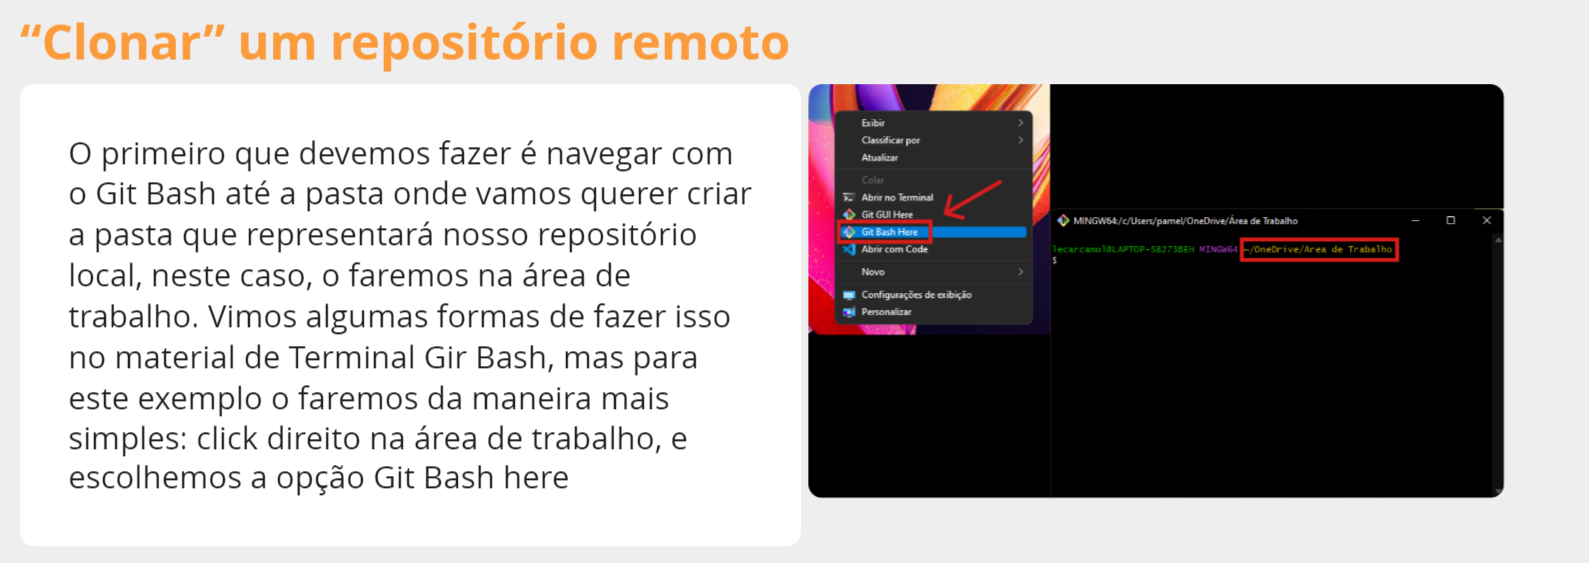 “Clonar” um repositório remoto
O primeiro que devemos fazer é navegar com
o Git Bash até a pasta onde vamos querer criar
a pasta que representará nosso repositório
local, neste caso, o faremos na área de
trabalho. Vimos algumas formas de fazer isso
no material de Terminal Gir Bash, mas para
este exemplo o faremos da maneira mais
simples: click direito na área de trabalho, e
escolhemos a opção Git Bash here
Exibir
Classificar por
Atualizar
Colar
Abrir no Terminal
Git GUI Here
Git Bash Here
Abrir com Code
Novo
Configurações de exibição
Personalizar
MINGW64:/c/Users/pamel/OneDrive/Área de Trabalho
lecarcamol@LAPTOP-S8273BEH MINGW64 ~/OneDrive/Área de Trabalho
$